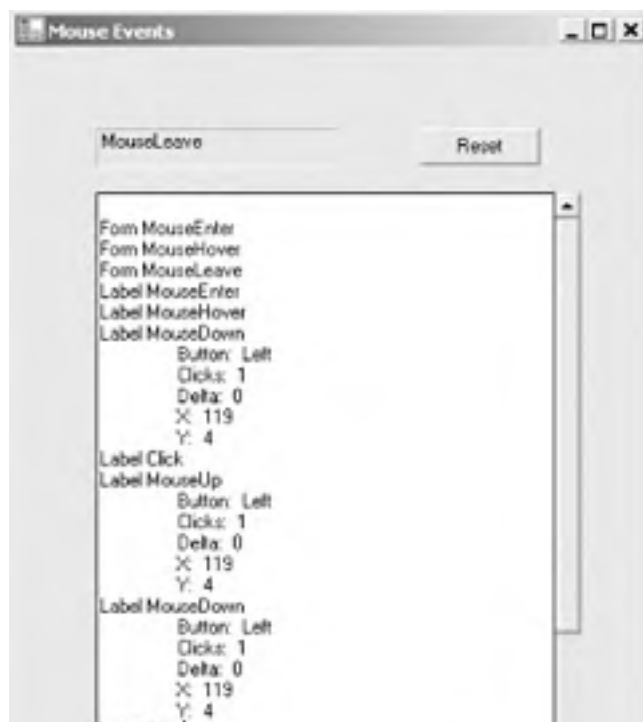 Mouse Events
MouseLeave
Reset
Form MouseEnter
Form MouseHover
Form MouseLeave
Label MouseEnter
Label MouseHover
Label MouseDown
Button: Left
Clicks: 1
Delta: 0
X: 119
Y: 4
Label Click
Label MouseUp
Button: Left
Clicks: 1
Delta: 0
X: 119
Y: 4
Label MouseDown
Button: Left
Clicks: 1
Delta: 0
X: 119
Y: 4